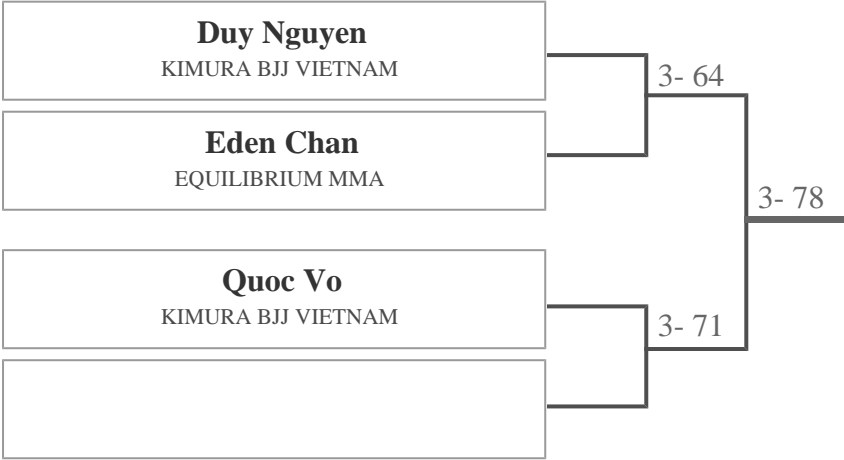 Duy Nguyen
KIMURA BJJ VIETNAM
3- 64
Eden Chan
EQUILIBRIUM MMA
3- 78
Quoc Vo
KIMURA BJJ VIETNAM
3- 71